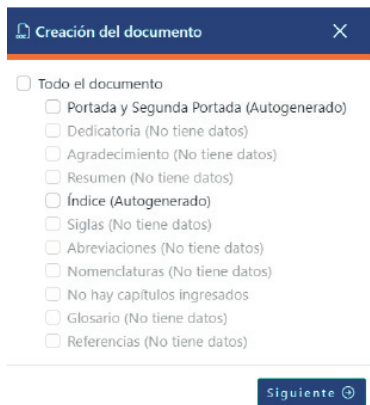 Creación del documento
Todo el documento
Portada y Segunda Portada (Autogenerado)
Dedicatoria (No tiene datos)
Agradecimiento (No tiene datos)
Resumen (No tiene datos)
Índice (Autogenerado)
Siglas (No tiene datos)
Abreviaciones (No tiene datos)
Nomenclaturas (No tiene datos)
No hay capítulos ingresados
Glosario (No tiene datos)
Referencias (No tiene datos)
Siguiente